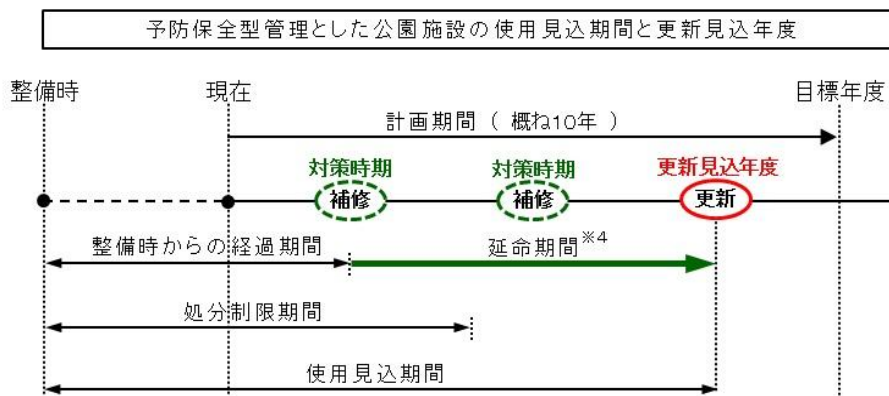 予防保全型管理とした公園施設の使用見込期間と更新見込年度
整備時
現在
目標年度
計画期間（概ね10年）
対策時期
対策時期
更新見込年度
補修
補修
更新
整備時からの経過期間
延命期間※4
処分制限期間
使用見込期間